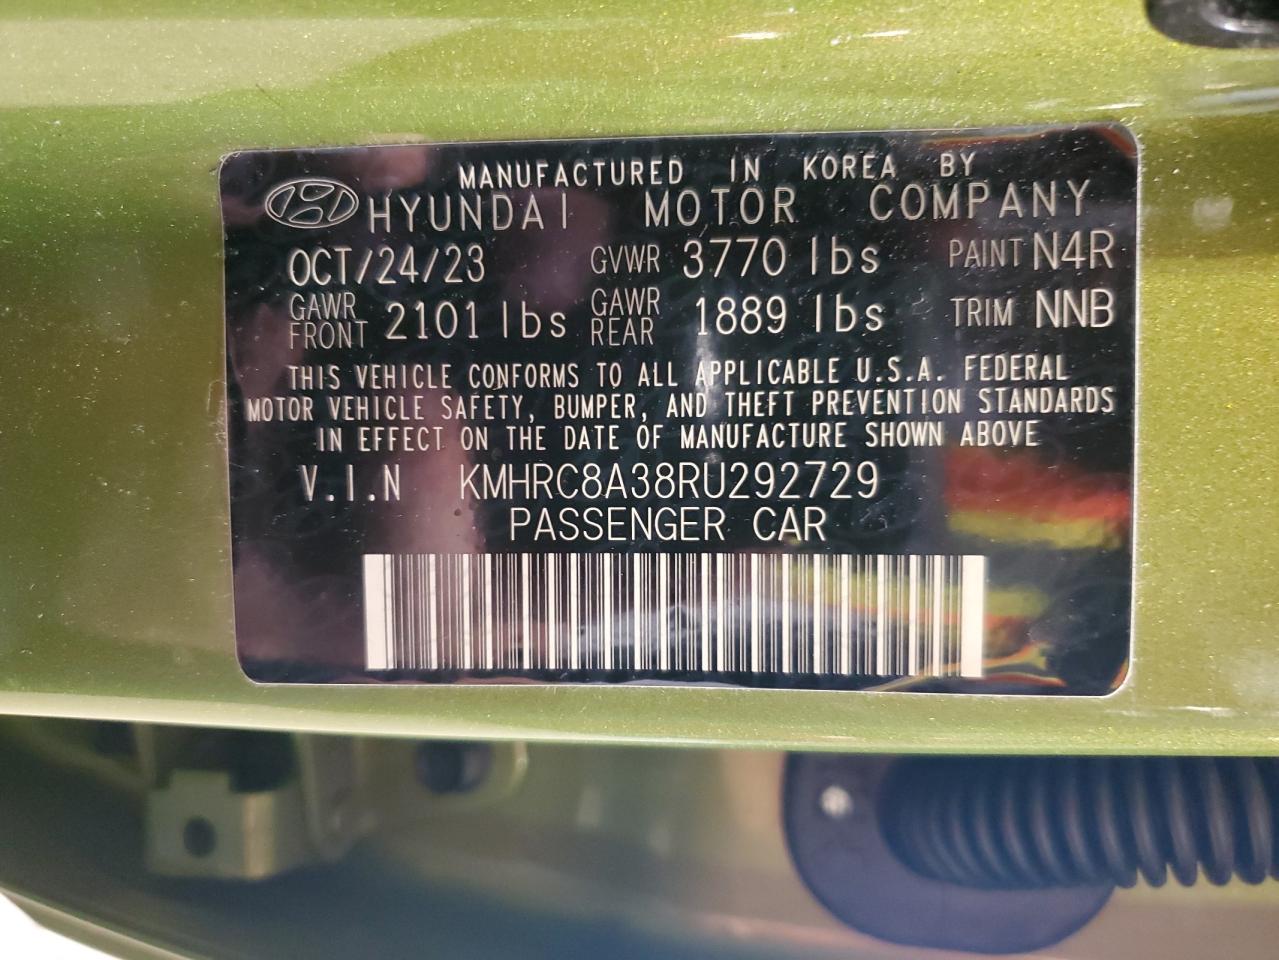 MANUFACTURED IN KOREA BY
HYUNDAI MOTOR COMPANY
OCT/24/23 GVWR 3770 lbs PAINT N4R
GAWR FRONT 2101 lbs GAWR REAR 1889 lbs TRIM NNB
THIS VEHICLE CONFORMS TO ALL APPLICABLE U.S.A. FEDERAL
MOTOR VEHICLE SAFETY, BUMPER, AND THEFT PREVENTION STANDARDS
IN EFFECT ON THE DATE OF MANUFACTURE SHOWN ABOVE
V.I.N KMHRC8A38RU292729
PASSENGER CAR